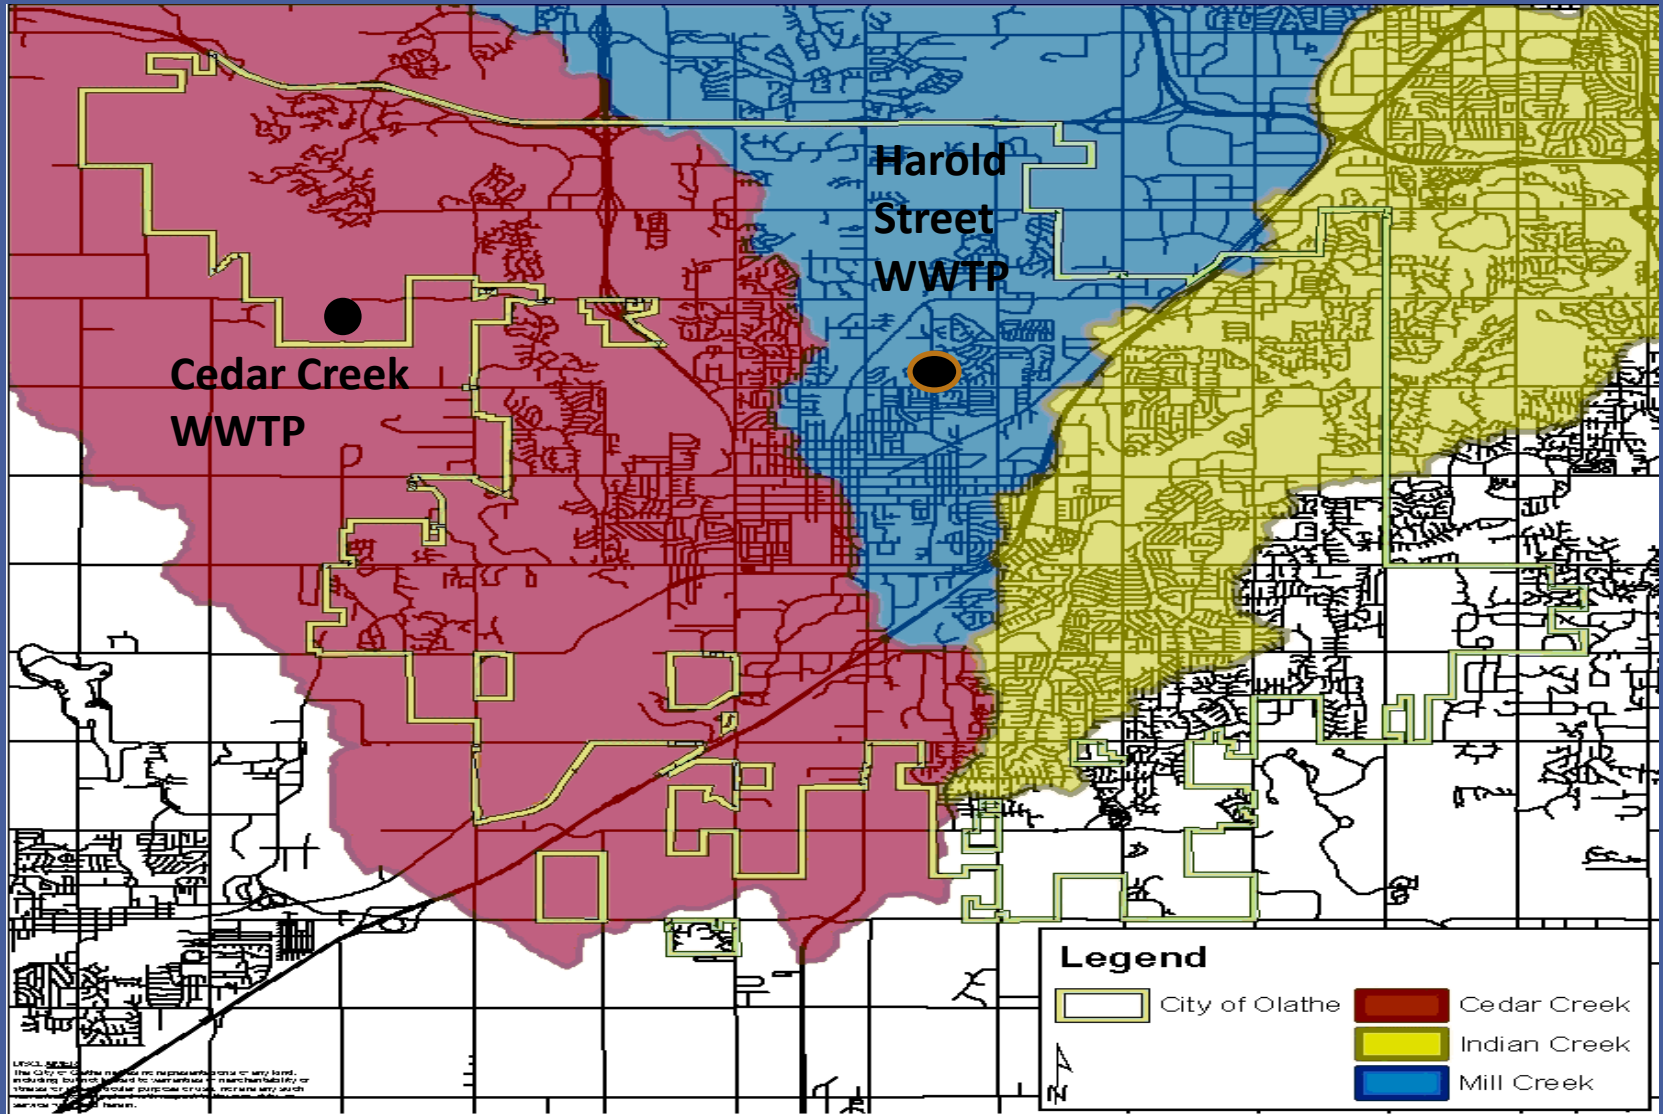 Harold
Street
WWTP
Cedar Creek
WWTP
Legend
City of Olathe
Cedar Creek
Indian Creek
Mill Creek
N